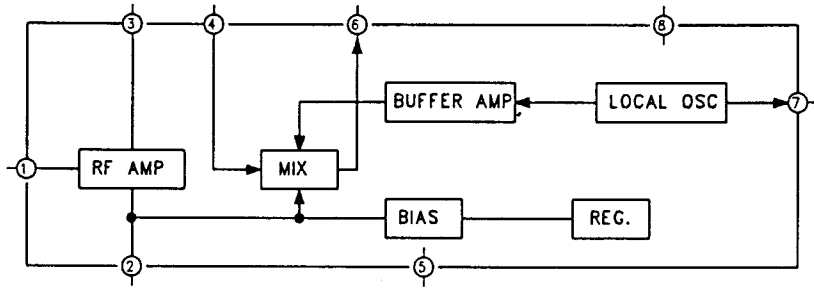 3 4 6 8
BUFFER AMP LOCAL OSC 7
1 RF AMP MIX
BIAS REG.
2 5